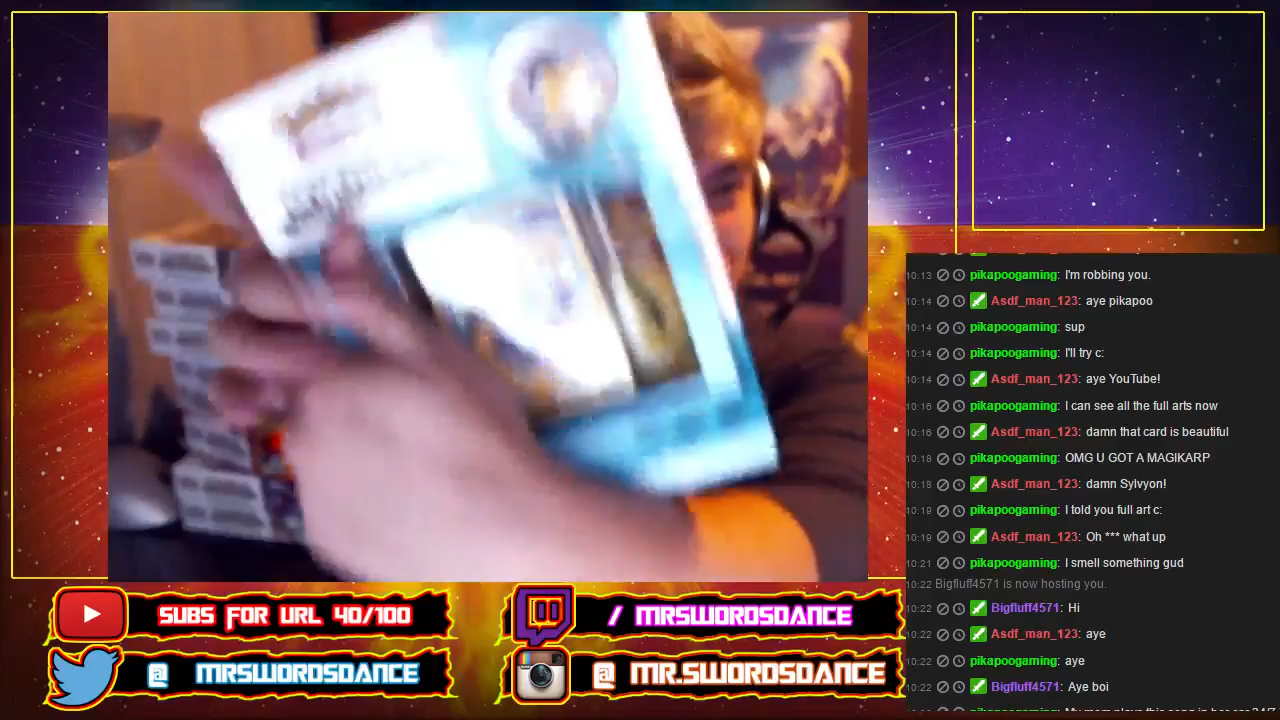 10:13 pikapoogaming: I'm robbing you.
10:14 Asdf_man_123: aye pikapoo
10:14 pikapoogaming: sup
10:14 pikapoogaming: I'll try c:
10:14 Asdf_man_123: aye YouTube!
10:16 pikapoogaming: I can see all the full arts now
10:16 Asdf_man_123: damn that card is beautiful
10:18 pikapoogaming: OMG U GOT A MAGIKARP
10:18 Asdf_man_123: damn Sylvyon!
10:19 pikapoogaming: I told you full art c:
10:19 Asdf_man_123: Oh *** what up
10:21 pikapoogaming: I smell something gud
10:22 Bigfluff4571 is now hosting you.
10:22 Bigfluff4571: Hi
10:22 Asdf_man_123: aye
10:22 pikapoogaming: aye
10:22 Bigfluff4571: Aye boi
SUBS FOR URL 40/100
/ MRSWORDSDANCE
@ MRSWORDSDANCE
@ MR.SWORDSDANCE